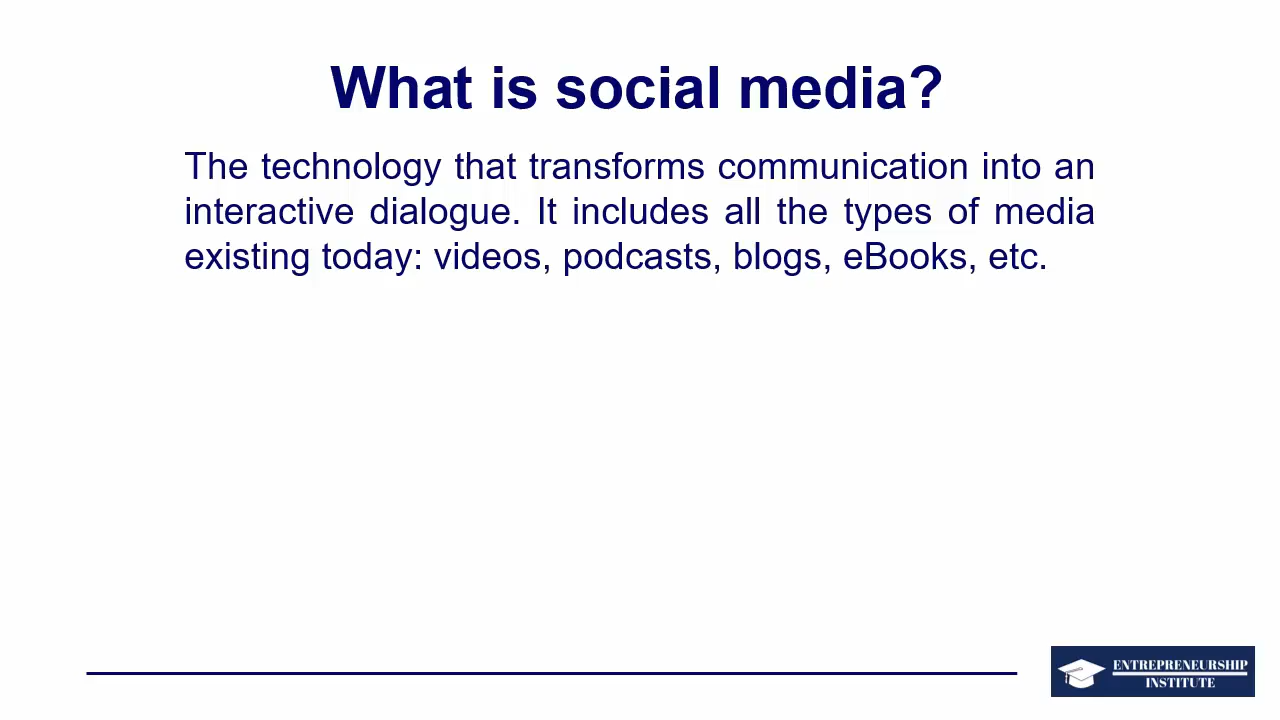 What is social media?
The technology that transforms communication into an
interactive dialogue. It includes all the types of media
existing today: videos, podcasts, blogs, eBooks, etc.
ENTREPRENEURSHIP
INSTITUTE